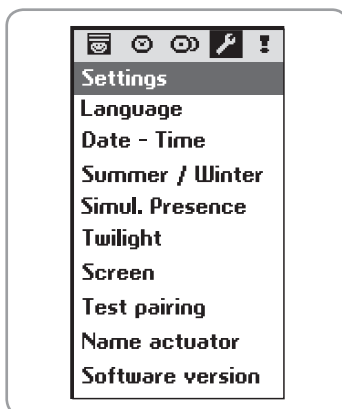 Settings
Language
Date - Time
Summer / Winter
Simul. Presence
Twilight
Screen
Test pairing
Name actuator
Software version